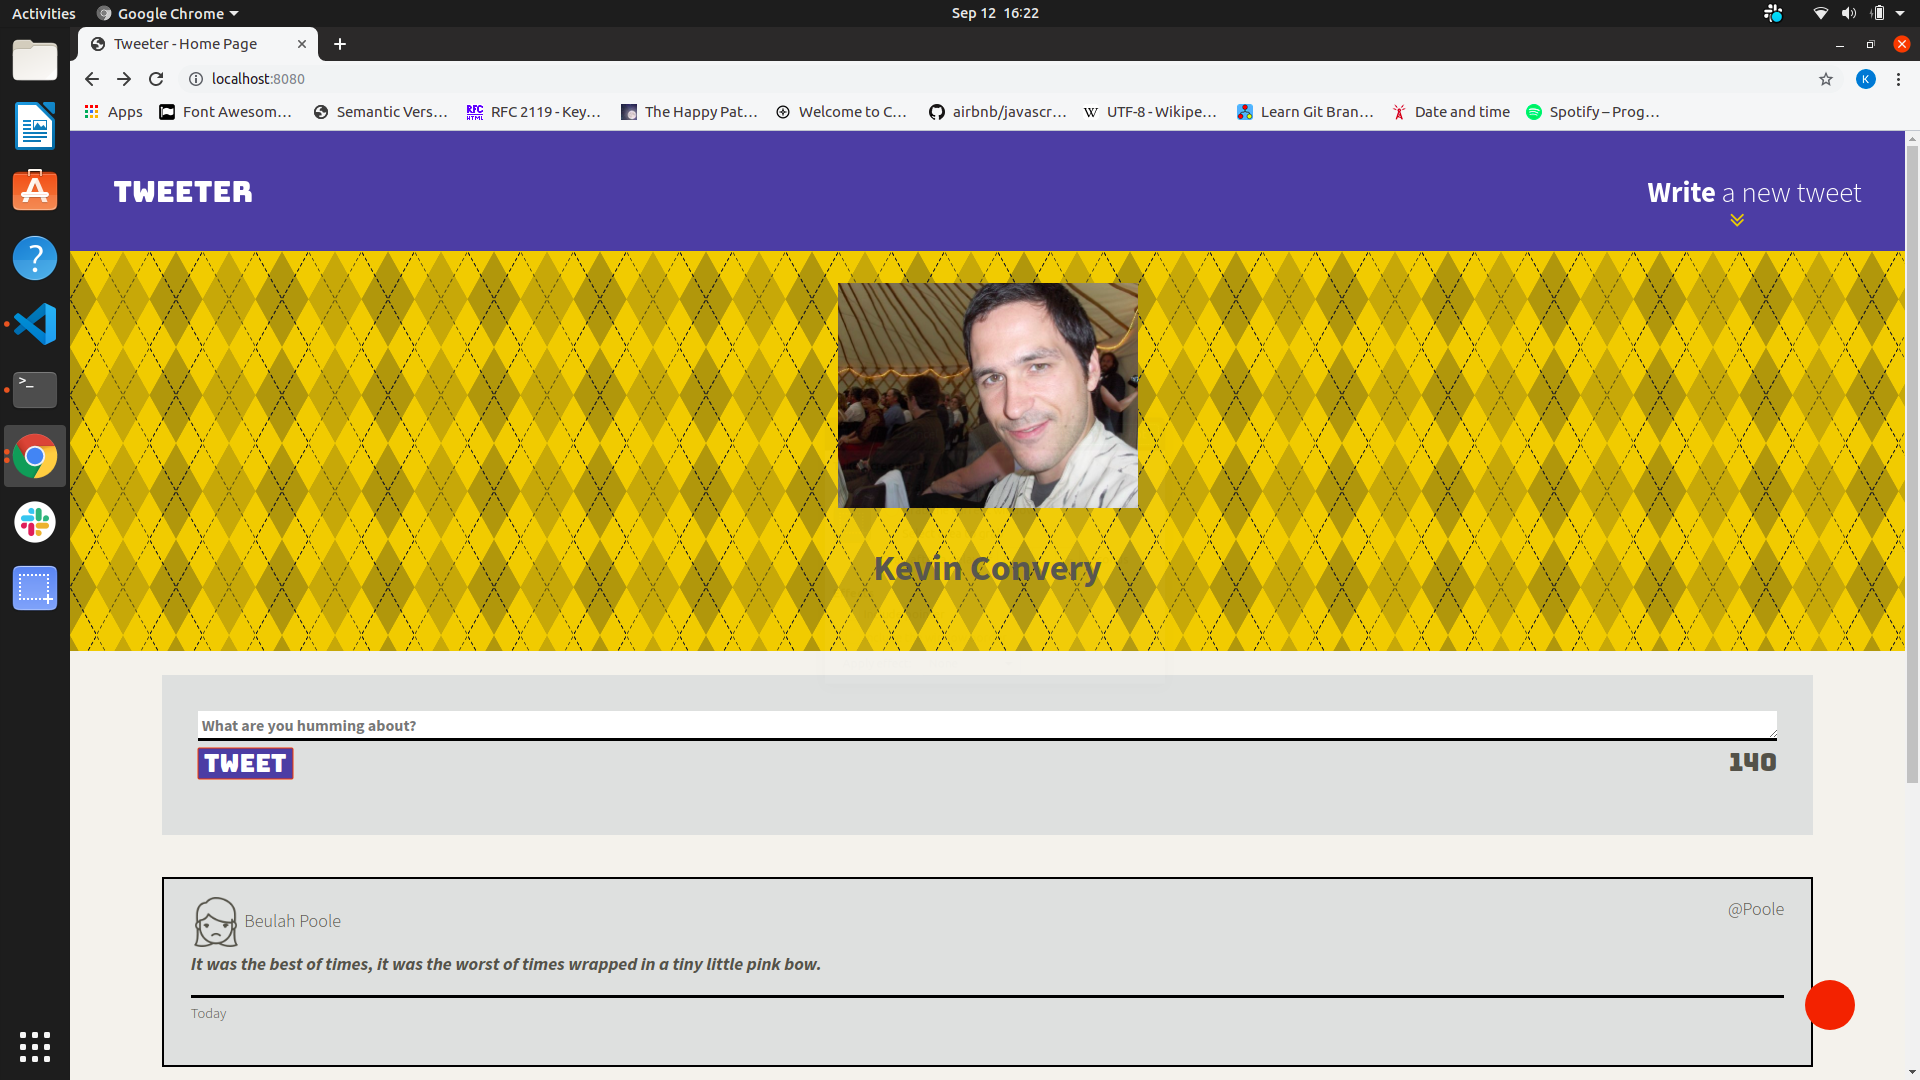 Activities
Google Chrome
Sep 12 16:22
Tweeter - Home Page
localhost:8080
K
Apps
Font Awesom...
Semantic Vers...
RFC 2119 - Key...
The Happy Pat...
Welcome to C...
airbnb/javascr...
UTF-8 - Wikipe...
Learn Git Bran...
Date and time
Spotify – Prog...
TWEETER
Write a new tweet
Kevin Convery
What are you humming about?
TWEET
140
Beulah Poole
@Poole
It was the best of times, it was the worst of times wrapped in a tiny little pink bow.
Today